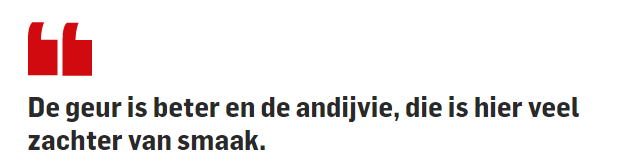 De geur is beter en de andijvie, die is hier veel
zachter van smaak.